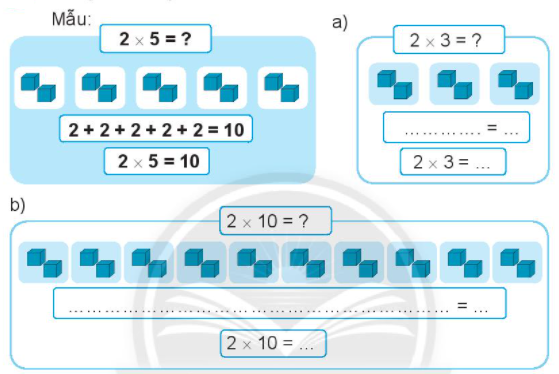 Mẫu:
2 × 5 = ?
2 + 2 + 2 + 2 + 2 = 10
2 × 5 = 10
a)
2 × 3 = ?
............. = ...
2 × 3 = ...
b)
2 × 10 = ?
................................................................ = ...
2 × 10 = ...